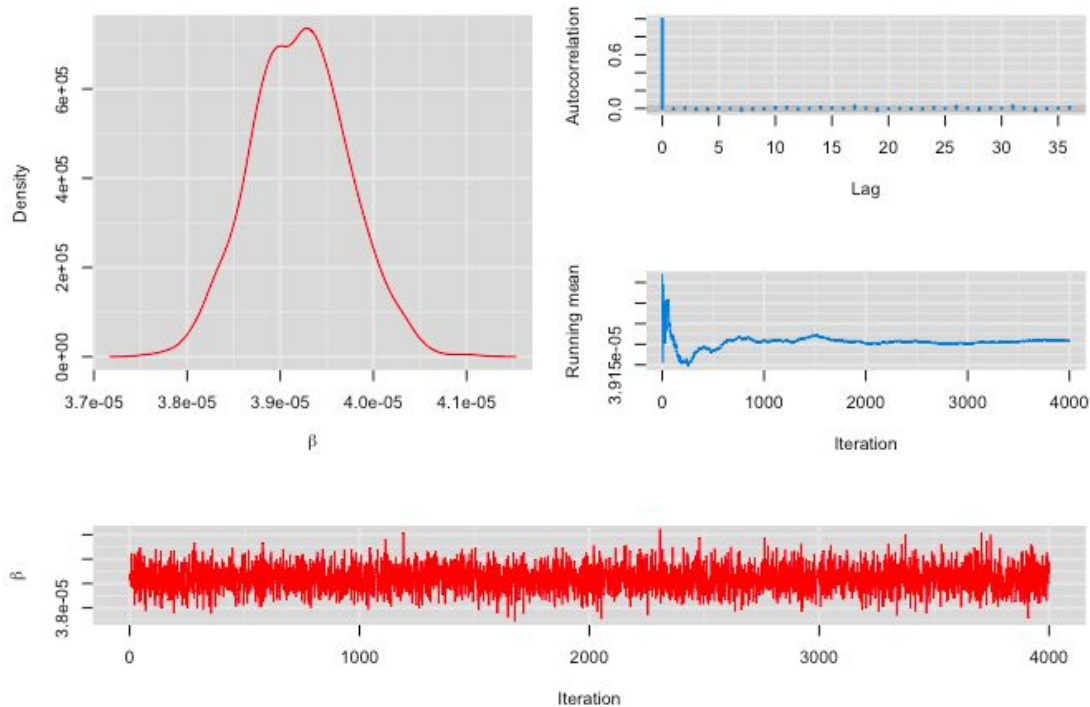 Density
0e+00 2e+05 4e+05 6e+05
3.7e-05 3.8e-05 3.9e-05 4.0e-05 4.1e-05
β
Autocorrelation
0.0 0.6
0 5 10 15 20 25 30 35
Lag
Running mean
3.915e-05
0 1000 2000 3000 4000
Iteration
β
3.8e-05
0 1000 2000 3000 4000
Iteration